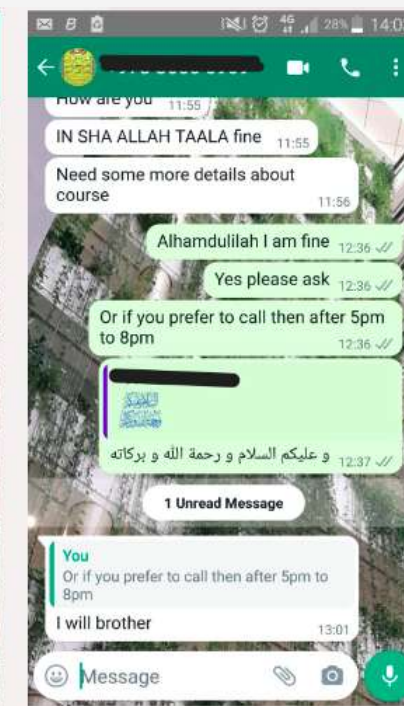 4G 28% 14:0
How are you 11:55
IN SHA ALLAH TAALA fine 11:55
Need some more details about
course 11:56
Alhamdulilah I am fine 12:36
Yes please ask 12:36
Or if you prefer to call then after 5pm
to 8pm 12:36
و عليكم السلام و رحمة الله و بركاته 12:37
1 Unread Message
You
Or if you prefer to call then after 5pm to
8pm
I will brother 13:01
Message